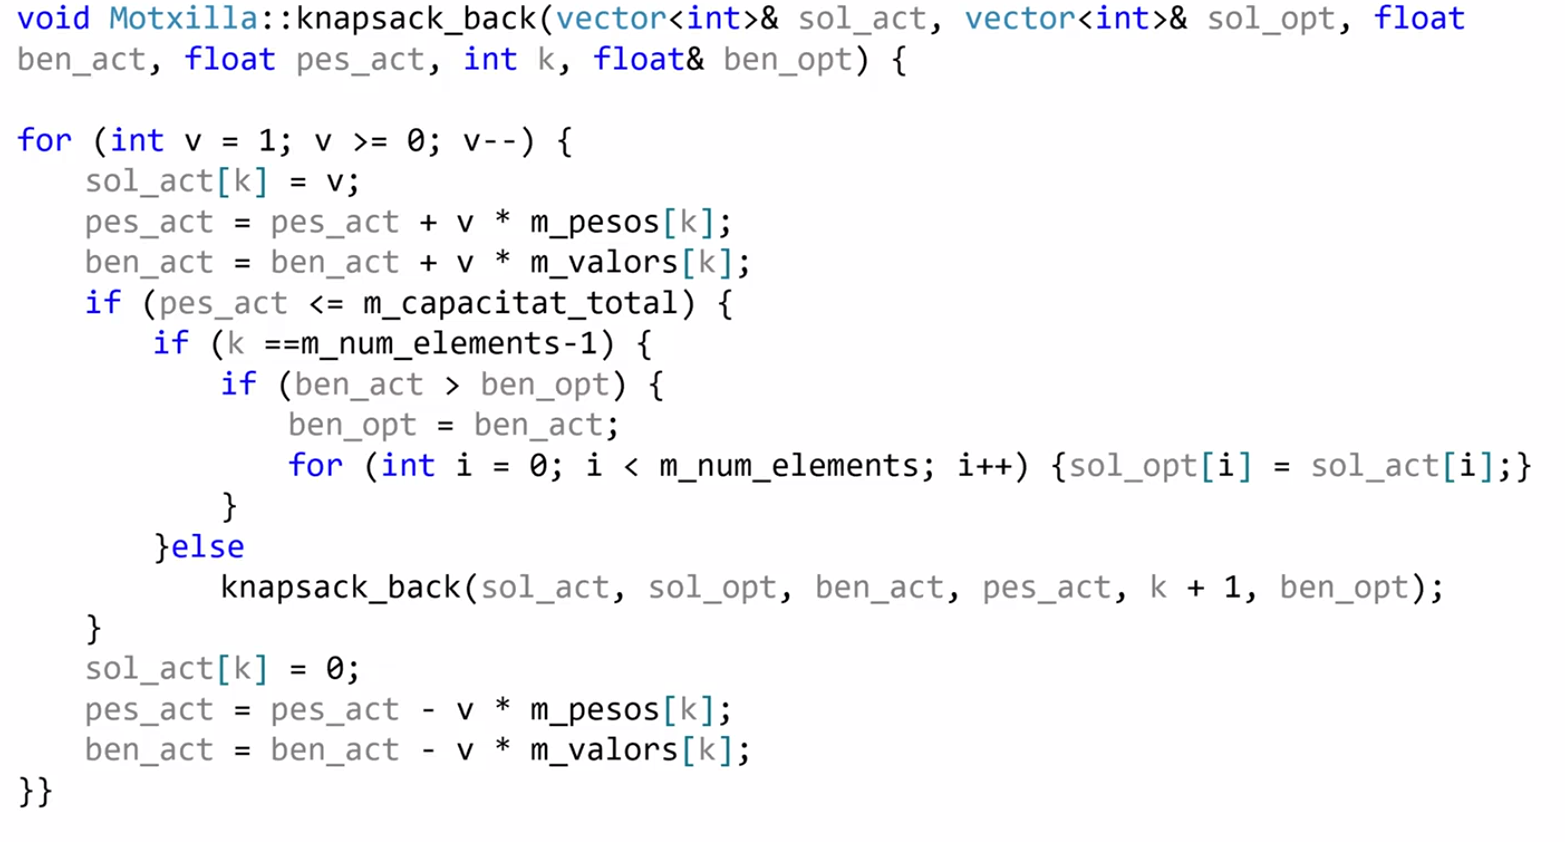 void Motxilla::knapsack_back(vector<int>& sol_act, vector<int>& sol_opt, float
ben_act, float pes_act, int k, float& ben_opt) {
for (int v = 1; v >= 0; v--) {
sol_act[k] = v;
pes_act = pes_act + v * m_pesos[k];
ben_act = ben_act + v * m_valors[k];
if (pes_act <= m_capacitat_total) {
if (k ==m_num_elements-1) {
if (ben_act > ben_opt) {
ben_opt = ben_act;
for (int i = 0; i < m_num_elements; i++) {sol_opt[i] = sol_act[i];}
}
}else
knapsack_back(sol_act, sol_opt, ben_act, pes_act, k + 1, ben_opt);
}
sol_act[k] = 0;
pes_act = pes_act - v * m_pesos[k];
ben_act = ben_act - v * m_valors[k];
}}